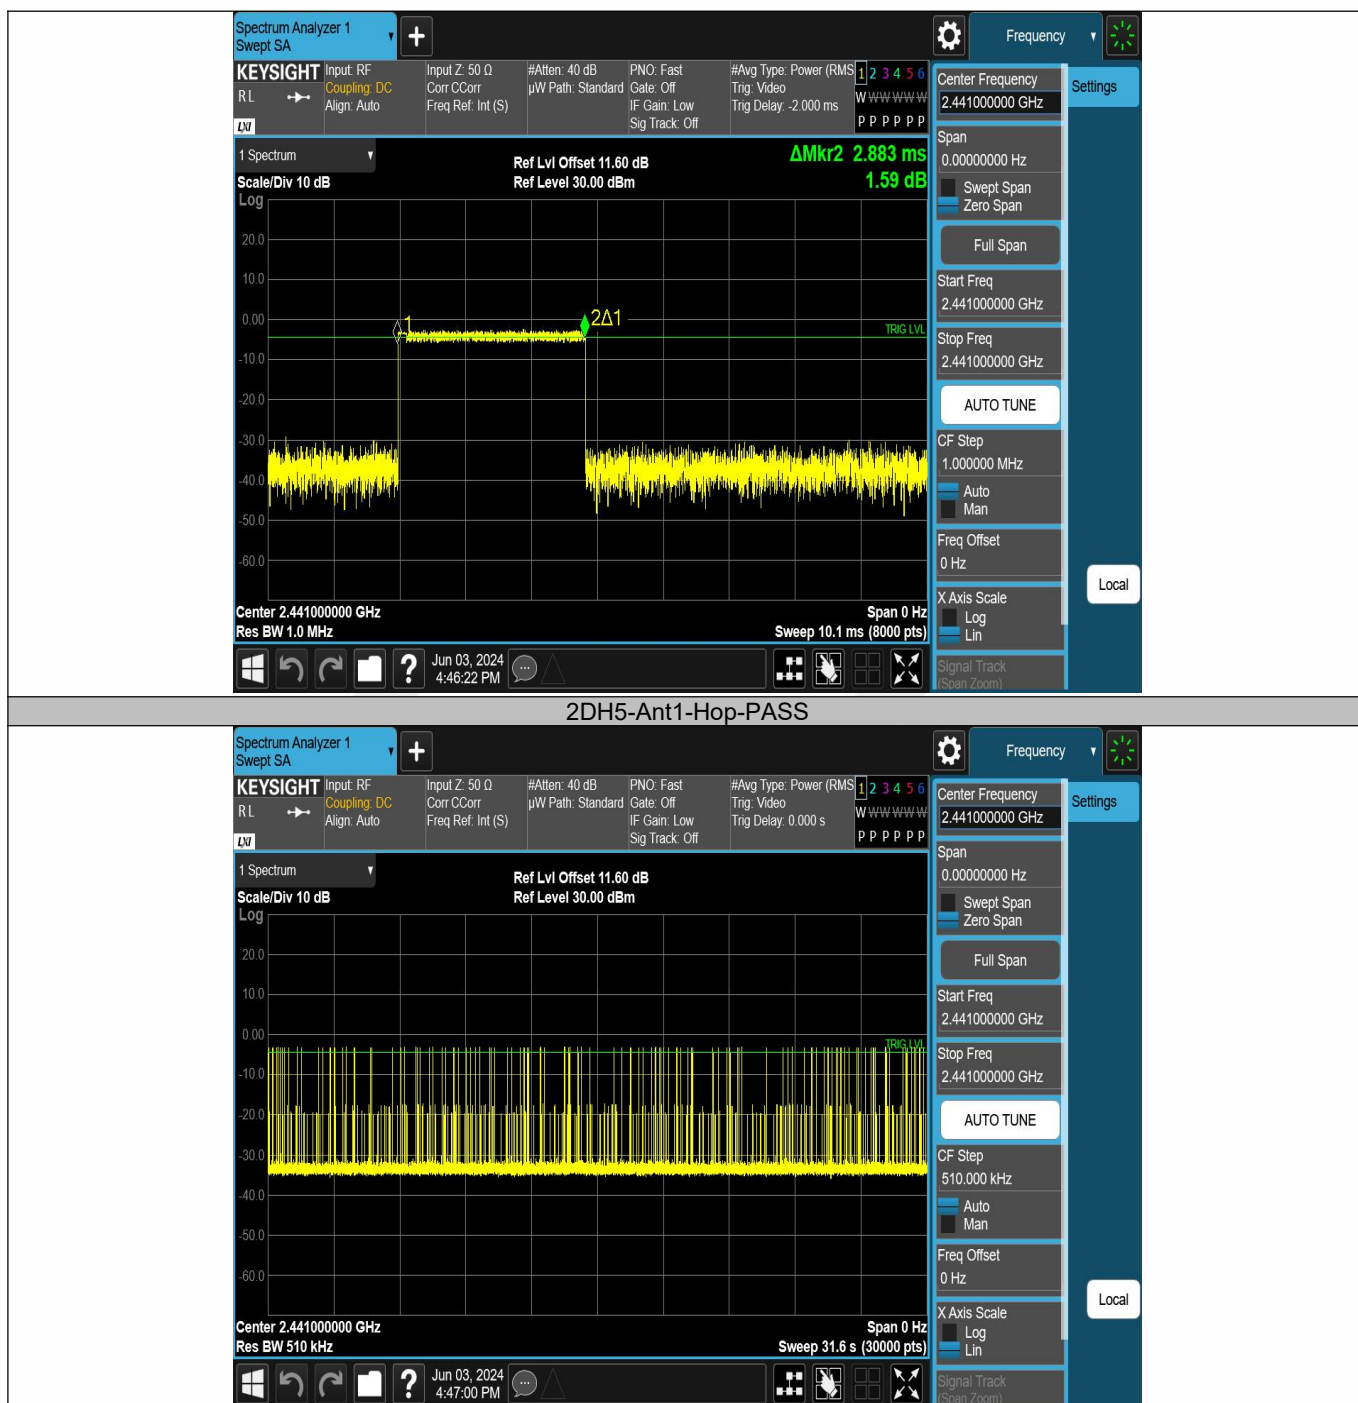 Spectrum Analyzer 1
Swept SA
+
Frequency
KEYSIGHT
RL
LXI
Input: RF
Coupling: DC
Align: Auto
Input Z: 50 Ω
Corr CCorr
Freq Ref: Int (S)
#Atten: 40 dB
µW Path: Standard
PNO: Fast
Gate: Off
IF Gain: Low
Sig Track: Off
#Avg Type: Power (RMS
Trig: Video
Trig Delay: -2.000 ms
1 2 3 4 5 6
W W W W W W
P P P P P P
1 Spectrum
Scale/Div 10 dB
Log
Ref Lvl Offset 11.60 dB
Ref Level 30.00 dBm
ΔMkr2 2.883 ms
1.59 dB
20.0
10.0
0.00
-10.0
-20.0
-30.0
-40.0
-50.0
-60.0
1
2Δ1
TRIG LVL
Center 2.441000000 GHz
Res BW 1.0 MHz
Span 0 Hz
Sweep 10.1 ms (8000 pts)
?
Jun 03, 2024
4:46:22 PM
Center Frequency
2.441000000 GHz
Settings
Span
0.00000000 Hz
Swept Span
Zero Span
Full Span
Start Freq
2.441000000 GHz
Stop Freq
2.441000000 GHz
AUTO TUNE
CF Step
1.000000 MHz
Auto
Man
Freq Offset
0 Hz
X Axis Scale
Log
Lin
Signal Track
(Span Zoom)
Local
2DH5-Ant1-Hop-PASS
Spectrum Analyzer 1
Swept SA
+
Frequency
KEYSIGHT
RL
LXI
Input: RF
Coupling: DC
Align: Auto
Input Z: 50 Ω
Corr CCorr
Freq Ref: Int (S)
#Atten: 40 dB
µW Path: Standard
PNO: Fast
Gate: Off
IF Gain: Low
Sig Track: Off
#Avg Type: Power (RMS
Trig: Video
Trig Delay: 0.000 s
1 2 3 4 5 6
W W W W W W
P P P P P P
1 Spectrum
Scale/Div 10 dB
Log
Ref Lvl Offset 11.60 dB
Ref Level 30.00 dBm
20.0
10.0
0.00
-10.0
-20.0
-30.0
-40.0
-50.0
-60.0
TRIG LVL
Center 2.441000000 GHz
Res BW 510 kHz
Span 0 Hz
Sweep 31.6 s (30000 pts)
?
Jun 03, 2024
4:47:00 PM
Center Frequency
2.441000000 GHz
Settings
Span
0.00000000 Hz
Swept Span
Zero Span
Full Span
Start Freq
2.441000000 GHz
Stop Freq
2.441000000 GHz
AUTO TUNE
CF Step
510.000 kHz
Auto
Man
Freq Offset
0 Hz
X Axis Scale
Log
Lin
Signal Track
(Span Zoom)
Local